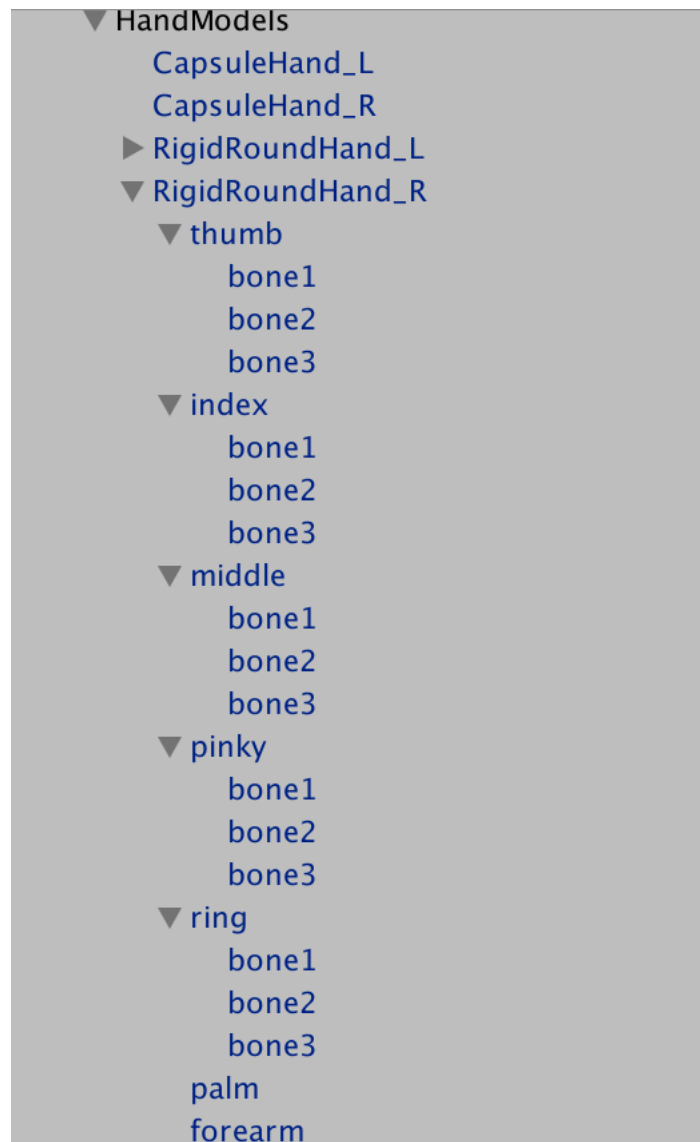 HandModels
CapsuleHand_L
CapsuleHand_R
RigidRoundHand_L
RigidRoundHand_R
thumb
bone1
bone2
bone3
index
bone1
bone2
bone3
middle
bone1
bone2
bone3
pinky
bone1
bone2
bone3
ring
bone1
bone2
bone3
palm
forearm